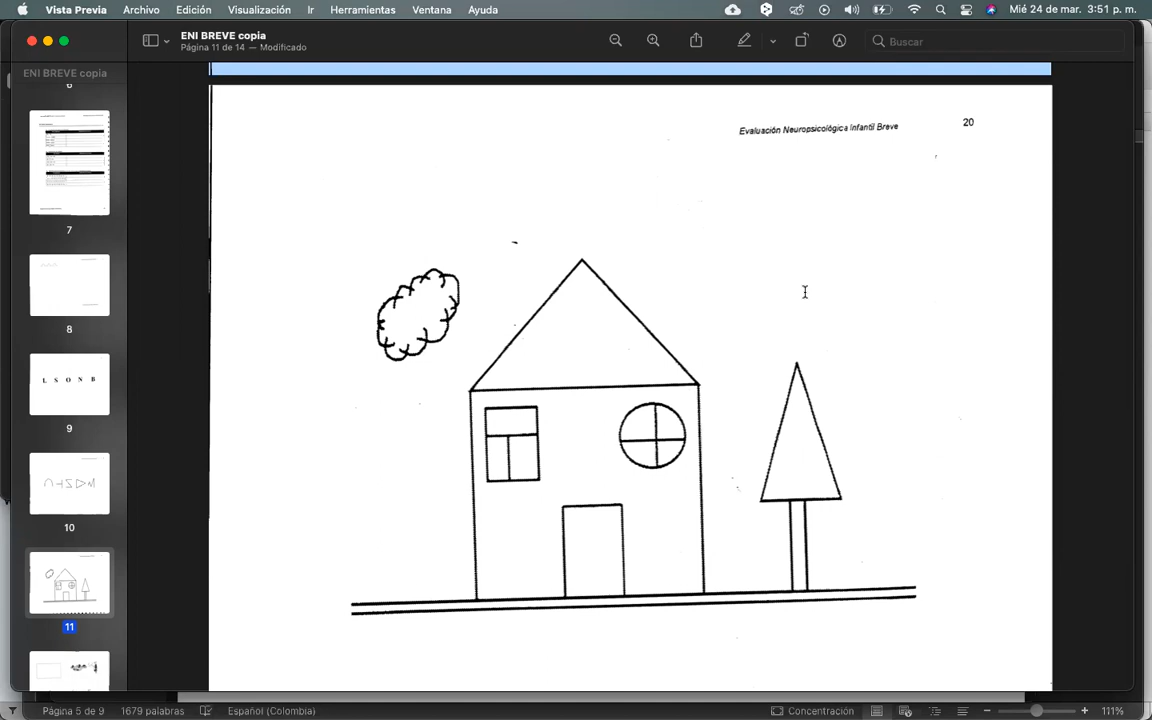 Vista Previa Archivo Edición Visualización Ir Herramientas Ventana Ayuda Mié 24 de mar. 3:51 p. m.
ENI BREVE copia
Página 11 de 14 — Modificado
Buscar
ENI BREVE copia
6
7
8
L S O N B
9
10
11
Evaluación Neuropsicológica Infantil Breve 20
Página 5 de 9 1679 palabras Español (Colombia) Concentración 111%